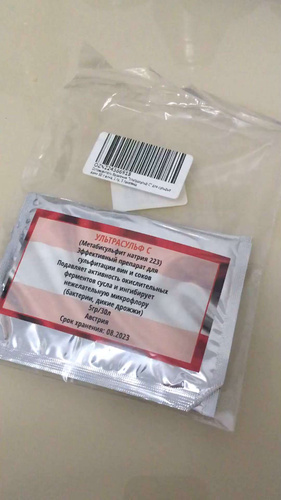 УЛЬТРАСУЛЬФ С
(Метабисульфит натрия 223)
Эффективный препарат для
сульфитации вин и соков
Подавляет активность окислительных
ферментов сусла и ингибирует
нежелательную микрофлору
(бактерии, дикие дрожжи)
5гр/30л
Австрия
Срок хранения: 08.2023